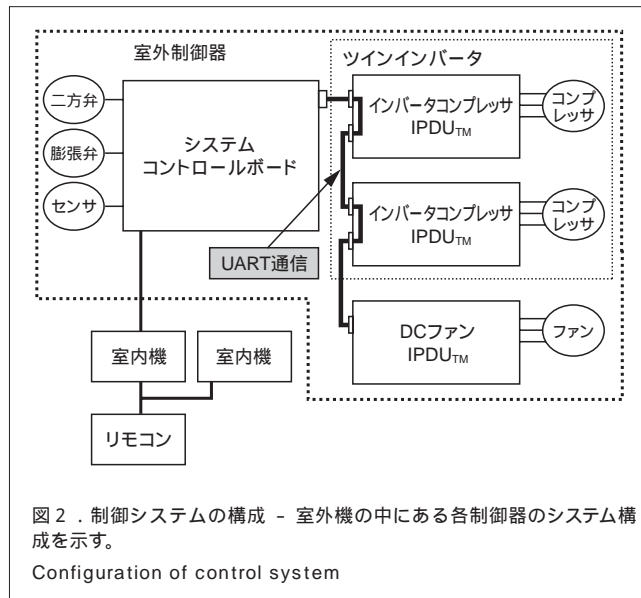 室外制御器
ツインインバータ
二方弁
膨張弁
センサ
システム
コントロールボード
インバータコンプレッサ
IPDUTM
コンプ
レッサ
インバータコンプレッサ
IPDUTM
コンプ
レッサ
UART通信
DCファン
IPDUTM
ファン
室内機
室内機
リモコン
図2．制御システムの構成 － 室外機の中にある各制御器のシステム構
成を示す。
Configuration of control system